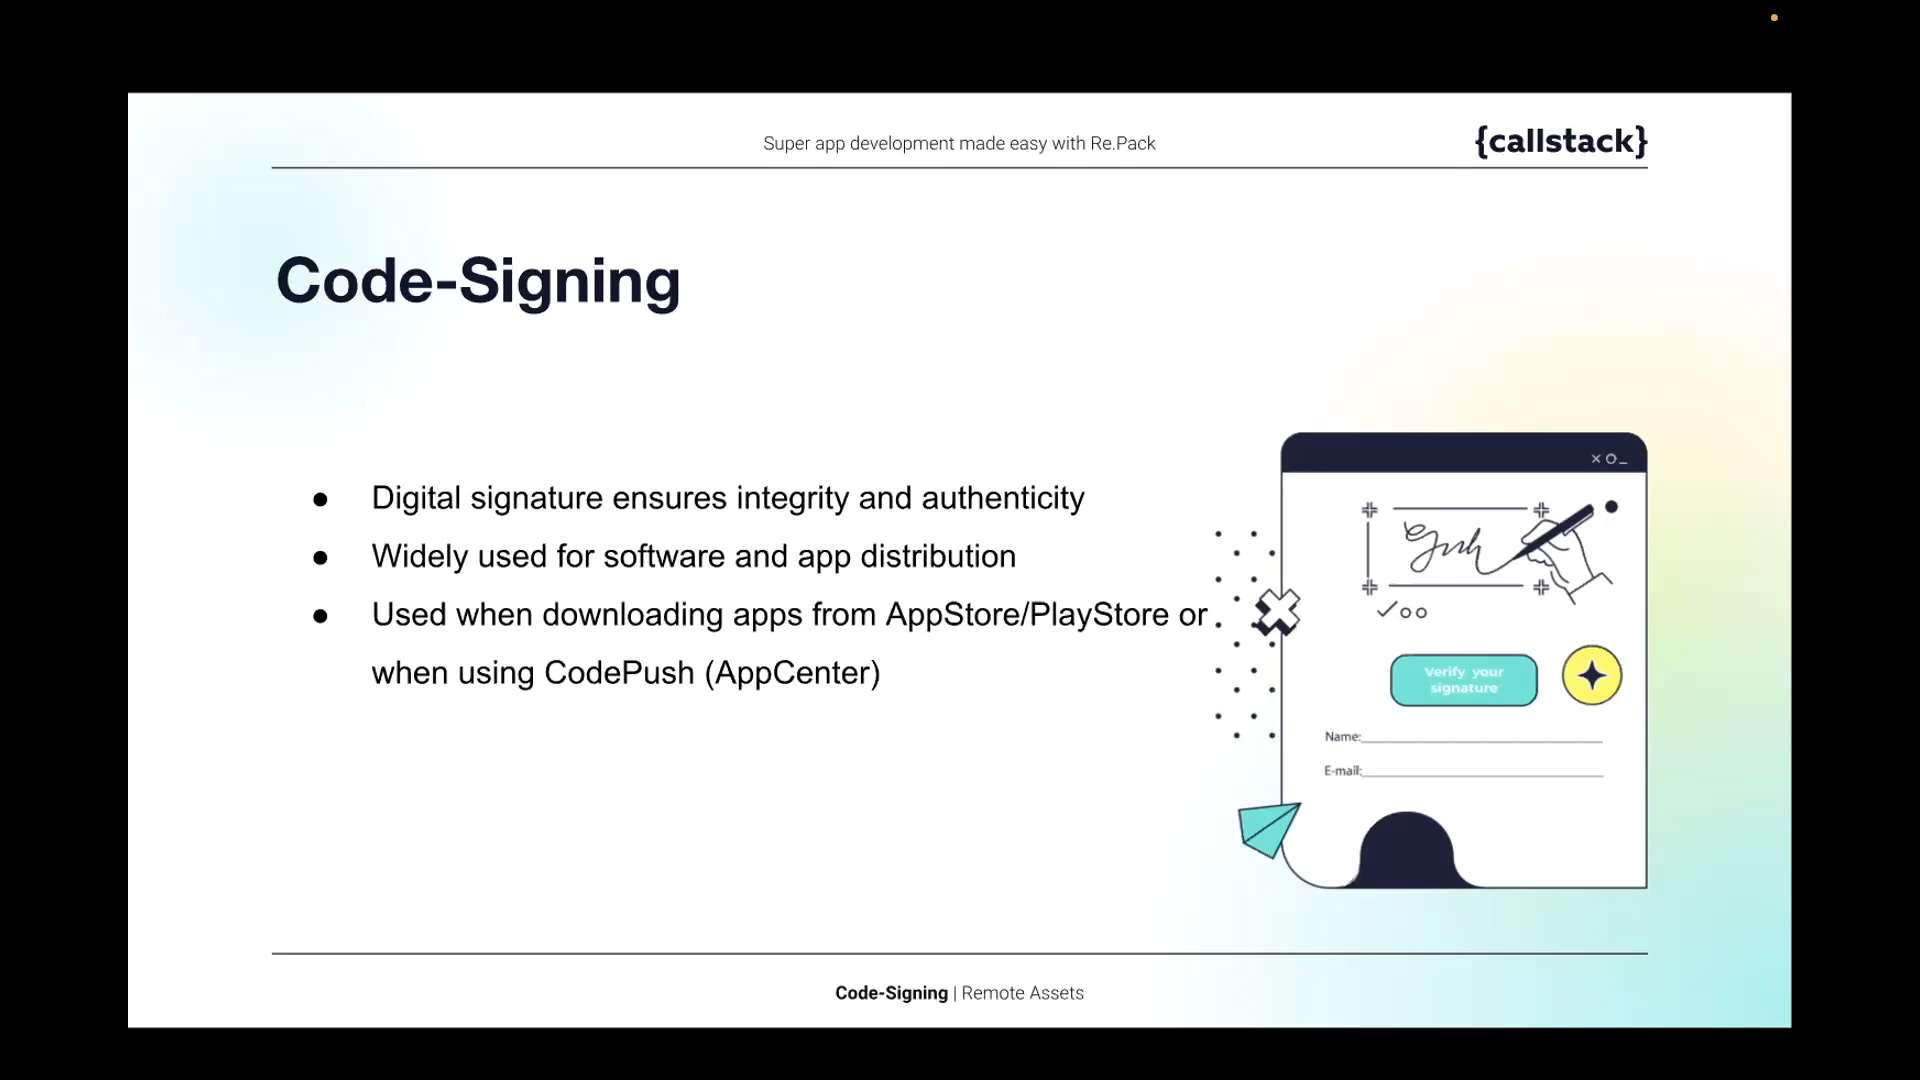 Super app development made easy with Re.Pack
{callstack}
Code-Signing
● Digital signature ensures integrity and authenticity
● Widely used for software and app distribution
● Used when downloading apps from AppStore/PlayStore or
when using CodePush (AppCenter)
Verify your
signature
Name:
E-mail:
Code-Signing | Remote Assets